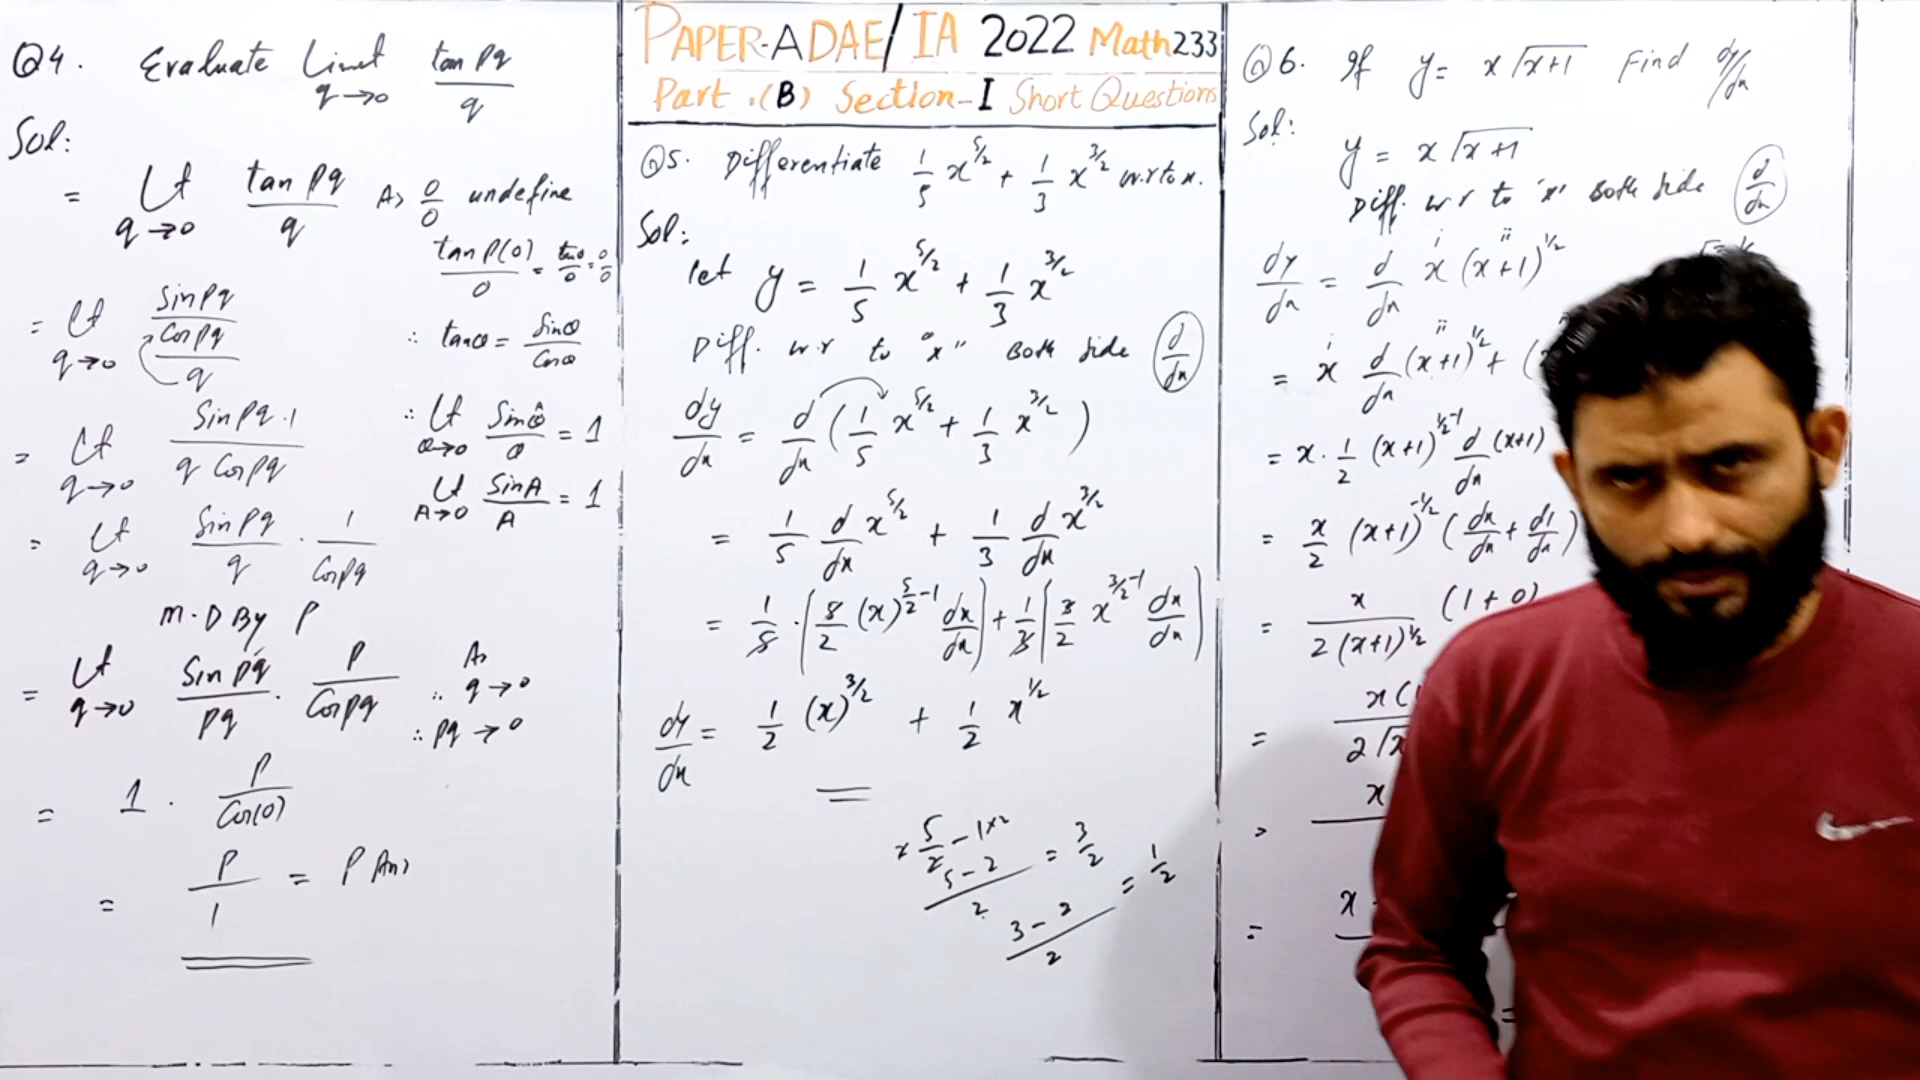 Q4. Evaluate Limit q→0 tan pq / q
Sol:
= Lt q→0 tan pq / q As 0/0 undefine
tan p(0) / 0 = tan 0 / 0 = 0/0
= Lt q→0 (Sin pq / Cos pq) / q ∴ tanθ = Sinθ / Cosθ
= Lt q→0 Sin pq · 1 / q Cos pq ∴ Lt θ→0 Sinθ / θ = 1
Lt A→0 Sin A / A = 1
= Lt q→0 Sin pq / q · 1 / Cos pq
M.D By P
= Lt q→0 Sin pq / pq · P / Cos pq As
∴ q→0
∴ pq→0
= 1 · P / Cos(0)
= P / 1 = P Ans
PAPER-A DAE/IA 2022 Math 233
Part.(B) Section-I Short Questions
Q5. Differentiate 1/5 x^5/2 + 1/3 x^3/2 w.r to x.
Sol:
let y = 1/5 x^5/2 + 1/3 x^3/2
Diff. w.r to "x" Both Side d/dx
dy/dx = d/dx (1/5 x^5/2 + 1/3 x^3/2)
= 1/5 d/dx x^5/2 + 1/3 d/dx x^3/2
= 1/5 · (5/2 (x)^5/2-1 dx/dx) + 1/3 (3/2 x^3/2-1 dx/dx)
dy/dx = 1/2 (x)^3/2 + 1/2 x^1/2
× 5/2 - 1×2
5-2 / 2 = 3/2
3-2 / 2 = 1/2
Q6. If y = x√x+1 Find dy/dx
Sol:
y = x√x+1
Diff. w.r to 'x' Both Side d/dx
dy/dx = d/dx x (x+1)^1/2
= x d/dx (x+1)^1/2 + (
= x · 1/2 (x+1)^1/2-1 d/dx (x+1)
= x/2 (x+1)^-1/2 (dx/dx + d1/dx)
= x / 2(x+1)^1/2 (1+0)
= x(1 / 2√x
= x
= x
=